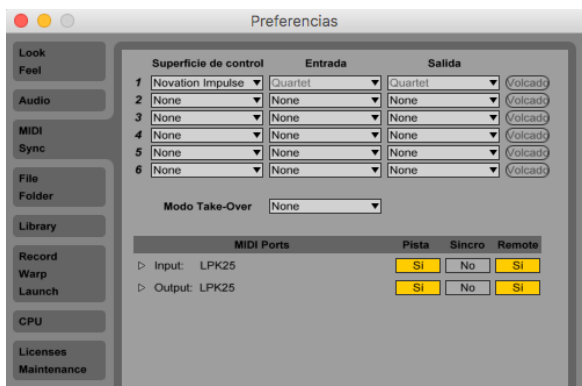 Preferencias
Look
Feel
Audio
MIDI
Sync
File
Folder
Library
Record
Warp
Launch
CPU
Licenses
Maintenance
Superficie de control Entrada Salida
1 Novation Impulse Quartet Quartet Volcado
2 None None None Volcado
3 None None None Volcado
4 None None None Volcado
5 None None None Volcado
6 None None None Volcado
Modo Take-Over None
MIDI Ports Pista Sincro Remote
Input: LPK25 Sí No Sí
Output: LPK25 Sí No Sí